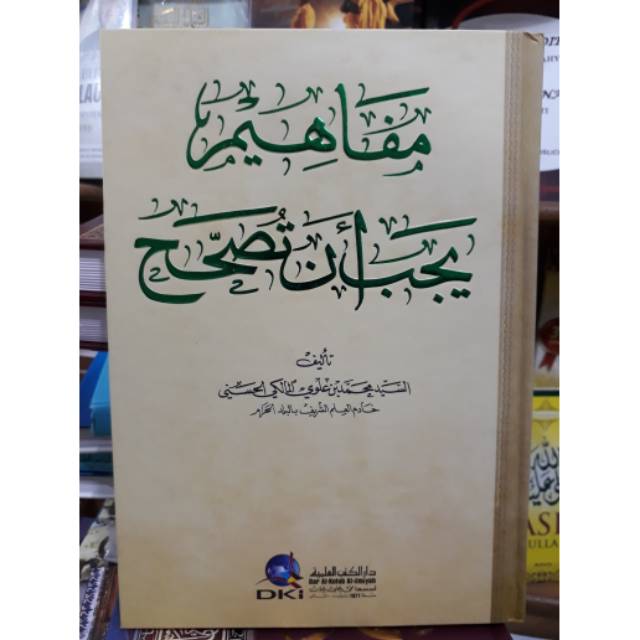 مفاهيم
يجب أن تصحح
تأليف
السيد محمد بن علوي المالكي الحسني
خادم العلم الشريف بالبلد الحرام
دار الكتب العلمية
Dar Al-Kotob Al-ilmiyah
DKi